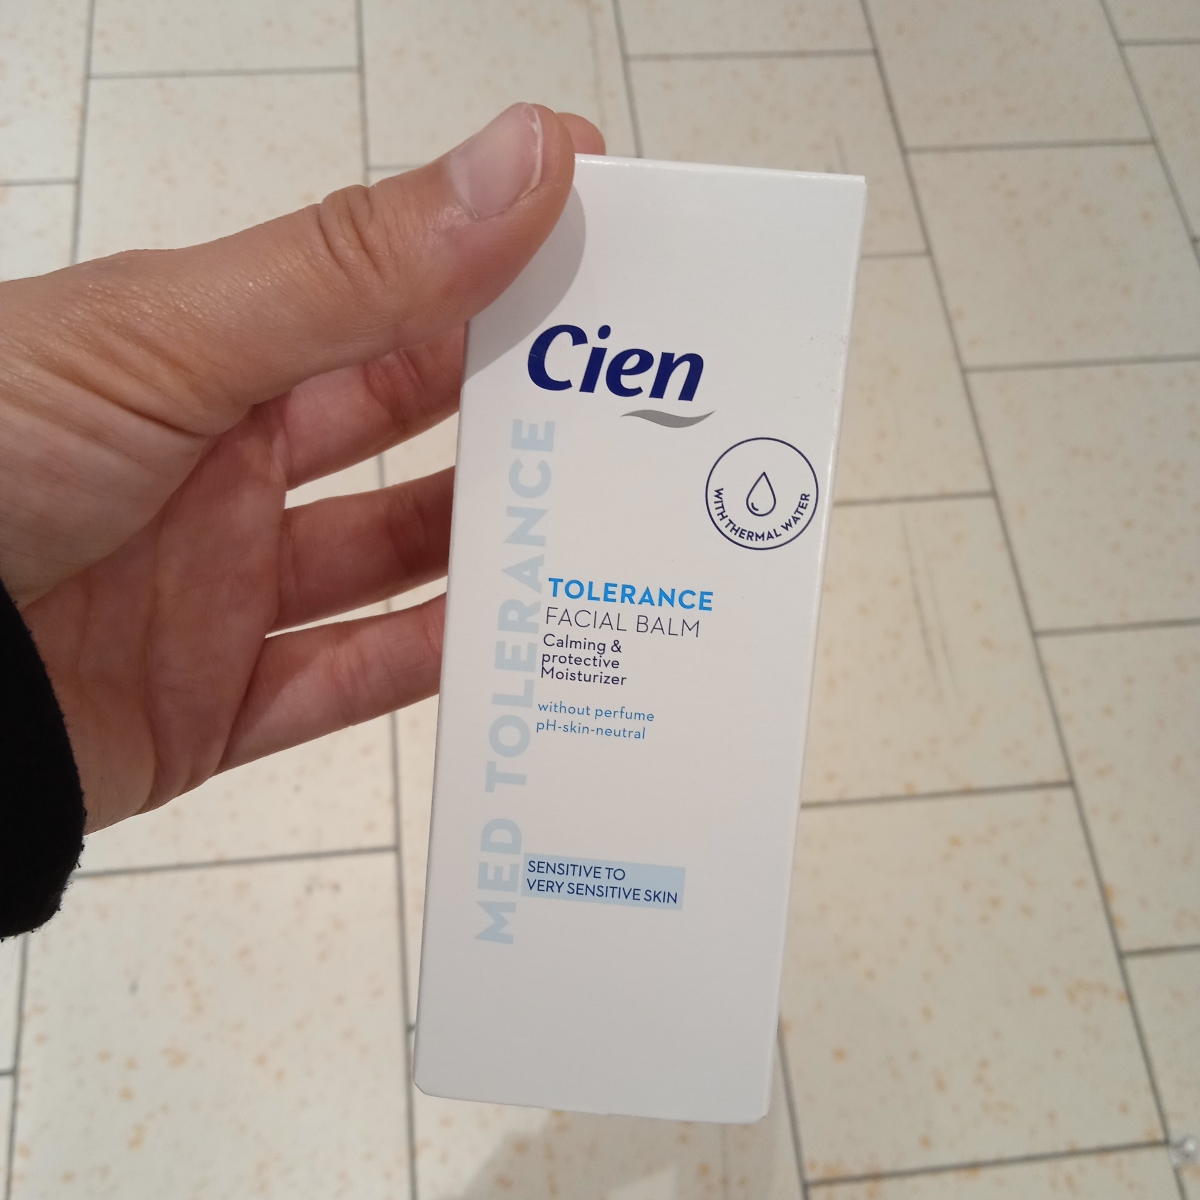 Cien
MED TOLERANCE
WITH THERMAL WATER
TOLERANCE
FACIAL BALM
Calming &
protective
Moisturizer
without perfume
pH-skin-neutral
SENSITIVE TO
VERY SENSITIVE SKIN